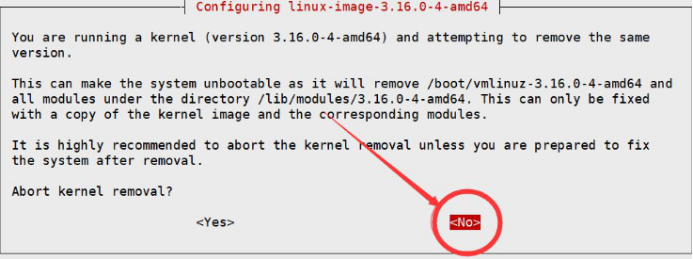 Configuring linux-image-3.16.0-4-amd64
You are running a kernel (version 3.16.0-4-amd64) and attempting to remove the same
version.
This can make the system unbootable as it will remove /boot/vmlinuz-3.16.0-4-amd64 and
all modules under the directory /lib/modules/3.16.0-4-amd64. This can only be fixed
with a copy of the kernel image and the corresponding modules.
It is highly recommended to abort the kernel removal unless you are prepared to fix
the system after removal.
Abort kernel removal?
<Yes> <No>